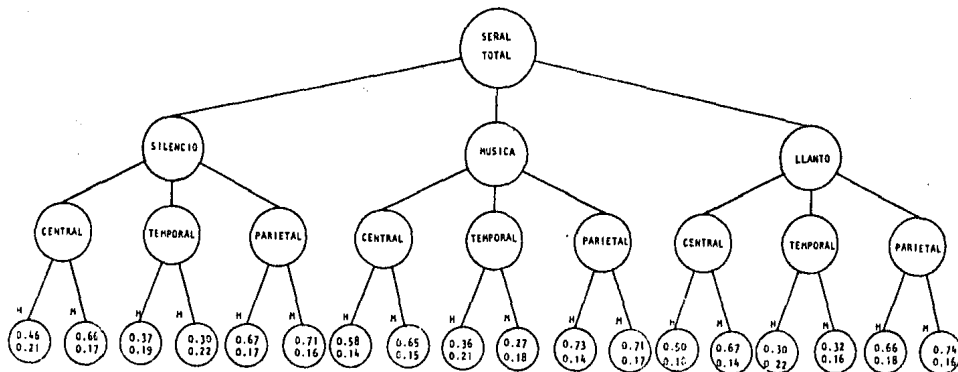 SEÑAL
TOTAL
SILENCIO
MUSICA
LLANTO
CENTRAL
TEMPORAL
PARIETAL
CENTRAL
TEMPORAL
PARIETAL
CENTRAL
TEMPORAL
PARIETAL
H M H M H M H M H M H M H M H M H M
0.46 0.66 0.37 0.30 0.67 0.71 0.58 0.65 0.36 0.27 0.73 0.71 0.50 0.67 0.30 0.32 0.66 0.74
0.21 0.17 0.19 0.22 0.17 0.16 0.14 0.15 0.21 0.18 0.14 0.17 0.14 0.22 0.16 0.18 0.16